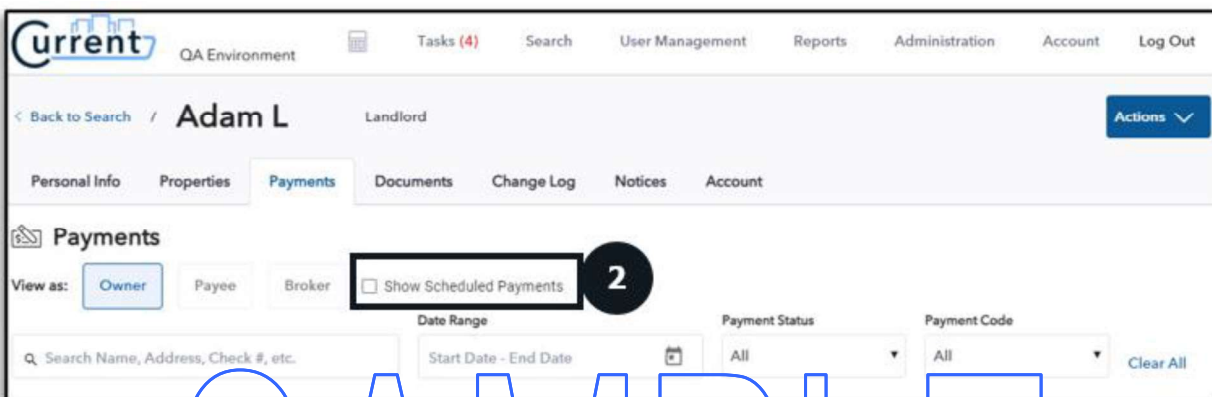 Current QA Environment Tasks (4) Search User Management Reports Administration Account Log Out
< Back to Search / Adam L Landlord Actions
Personal Info Properties Payments Documents Change Log Notices Account
Payments
View as: Owner Payee Broker Show Scheduled Payments 2
Date Range Payment Status Payment Code
Search Name, Address, Check #, etc. Start Date - End Date All All Clear All
SAMPLE